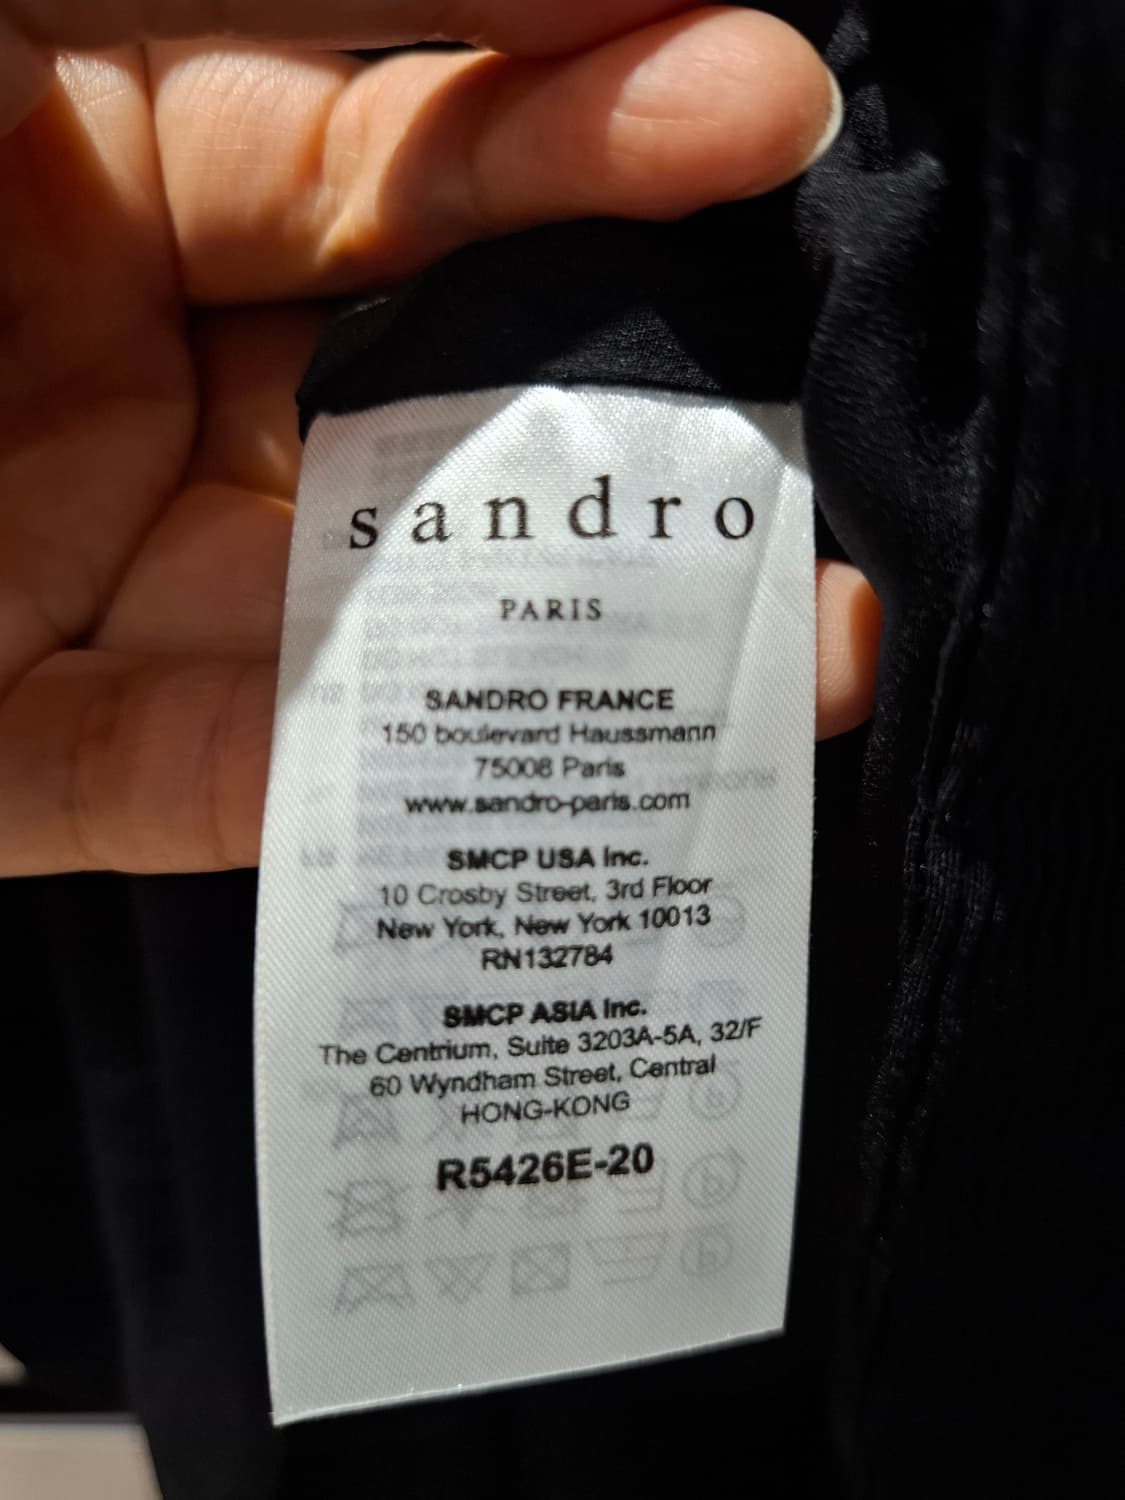 sandro
PARIS
SANDRO FRANCE
150 boulevard Haussmann
75008 Paris
www.sandro-paris.com
SMCP USA Inc.
10 Crosby Street, 3rd Floor
New York, New York 10013
RN132784
SMCP ASIA Inc.
The Centrium, Suite 3203A-5A, 32/F
60 Wyndham Street, Central
HONG-KONG
R5426E-20